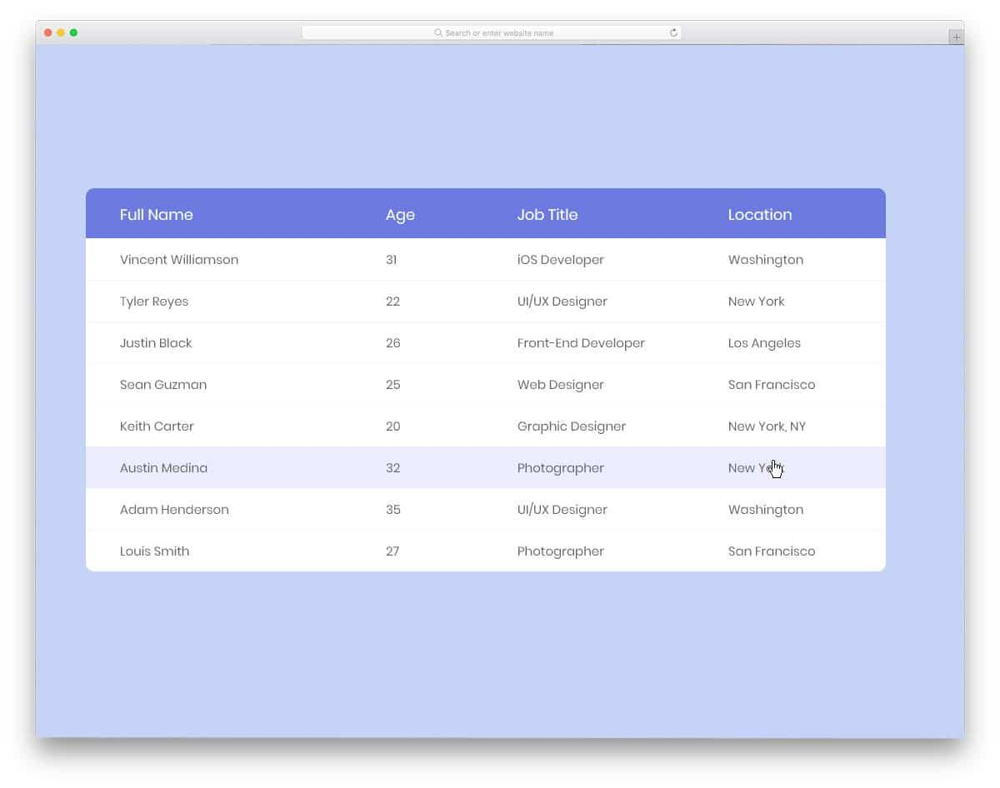 Search or enter website name
Full Name Age Job Title Location
Vincent Williamson 31 iOS Developer Washington
Tyler Reyes 22 UI/UX Designer New York
Justin Black 26 Front-End Developer Los Angeles
Sean Guzman 25 Web Designer San Francisco
Keith Carter 20 Graphic Designer New York, NY
Austin Medina 32 Photographer New York
Adam Henderson 35 UI/UX Designer Washington
Louis Smith 27 Photographer San Francisco